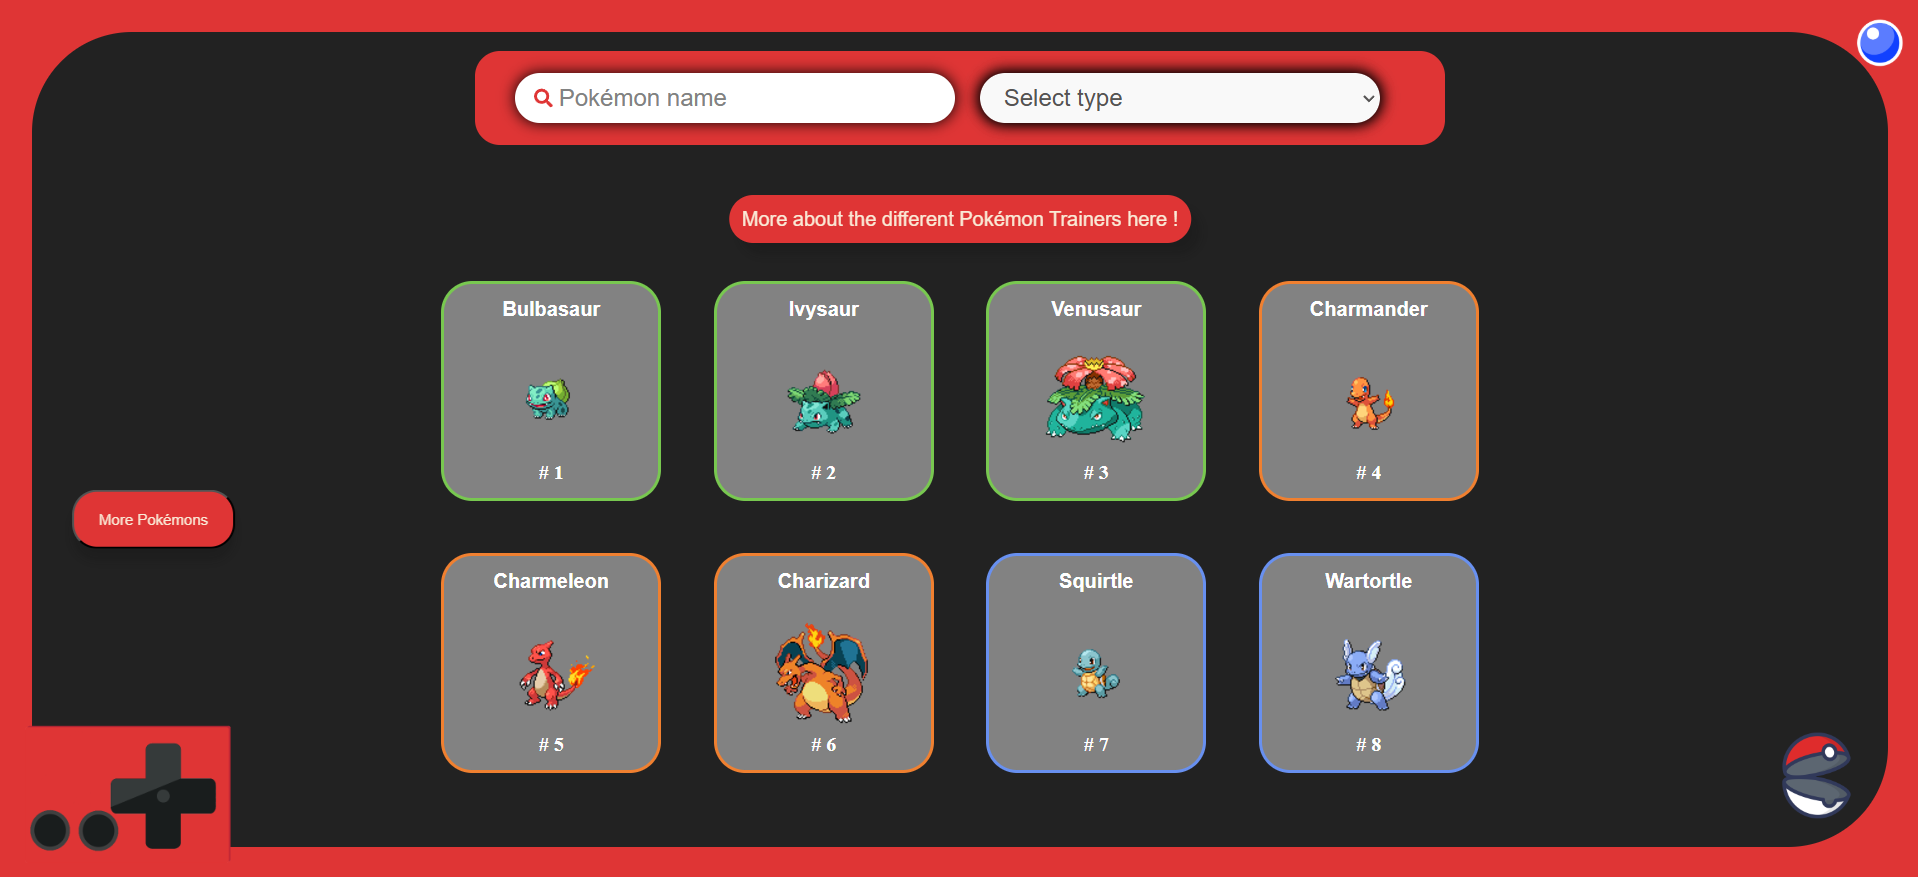 Pokémon name
Select type
More about the different Pokémon Trainers here !
Bulbasaur
# 1
Ivysaur
# 2
Venusaur
# 3
Charmander
# 4
More Pokémons
Charmeleon
# 5
Charizard
# 6
Squirtle
# 7
Wartortle
# 8